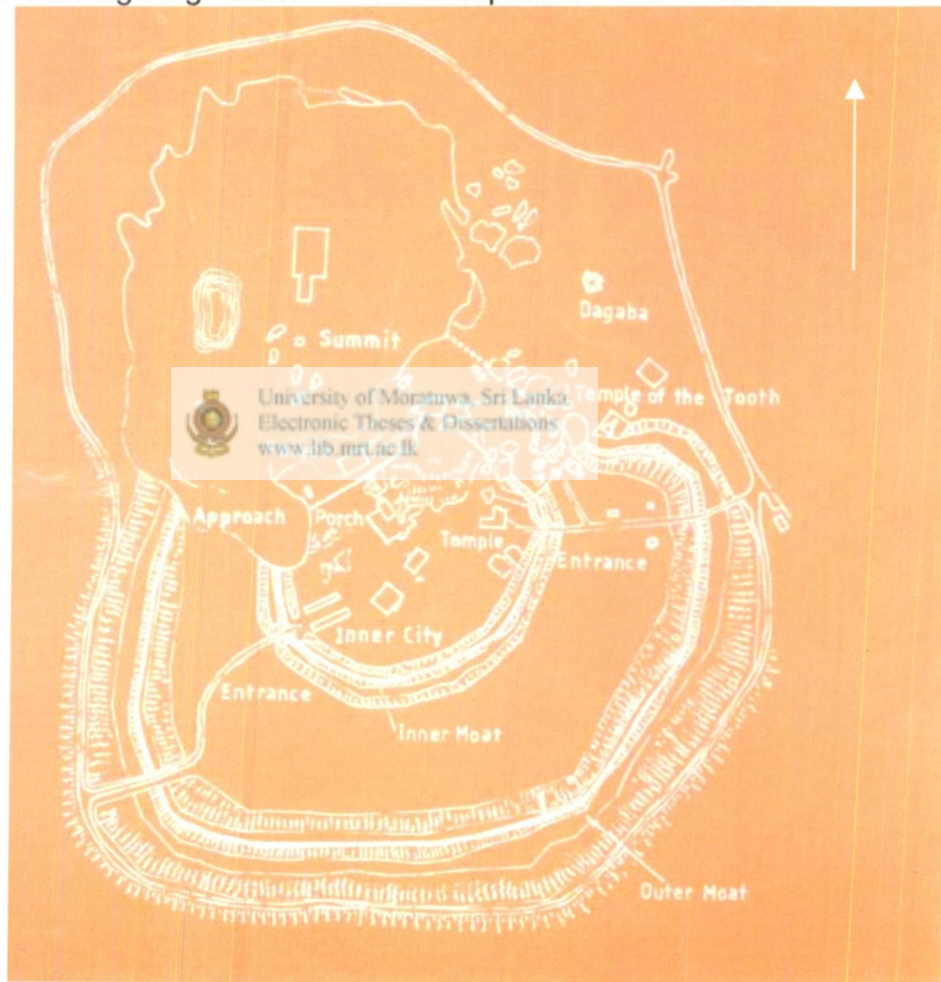 Dagaba
Summit
Temple of the Tooth
University of Moratuwa, Sri Lanka.
Electronic Theses & Dissertations
www.lib.mrt.ac.lk
Approach
Porch
Temple
Entrance
Inner City
Entrance
Inner Moat
Outer Moat